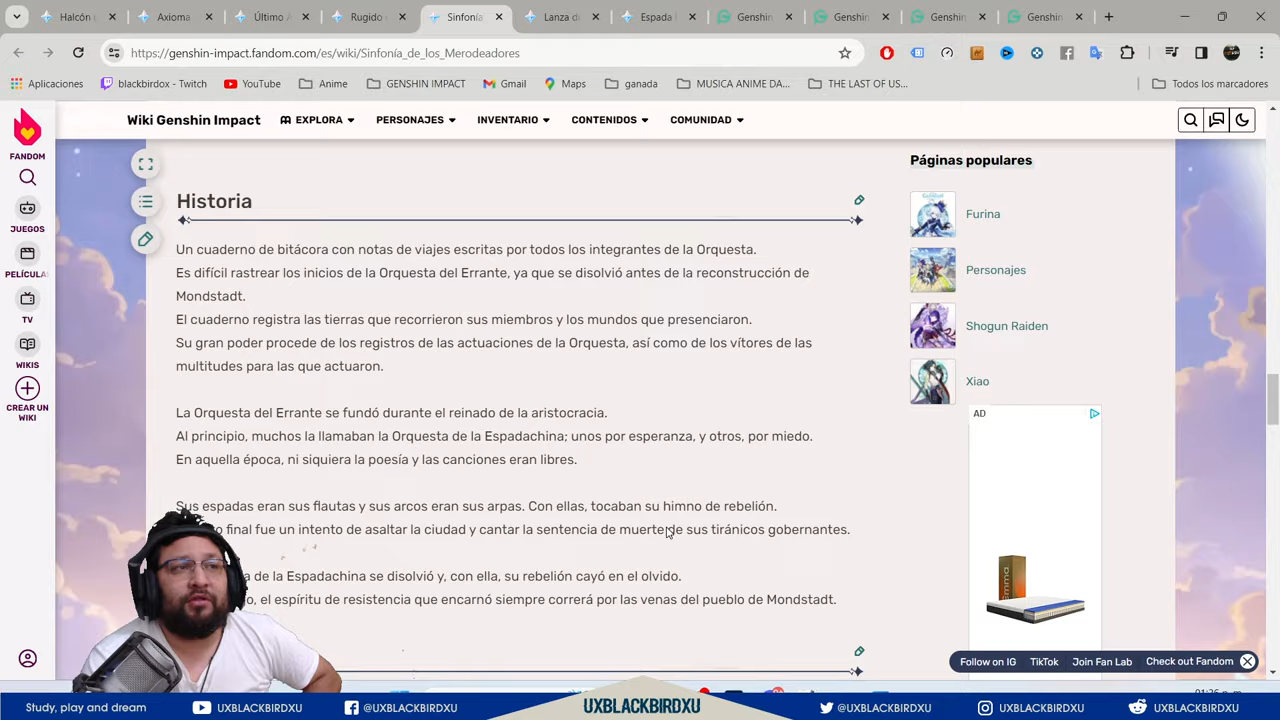 Halcón d
Axioma
Último A
Rugido d
Sinfonía
Lanza d
Espada
Genshin
Genshin
Genshin
Genshin
https://genshin-impact.fandom.com/es/wiki/Sinfonía_de_los_Merodeadores
Aplicaciones
blackbirdox - Twitch
YouTube
Anime
GENSHIN IMPACT
Gmail
Maps
ganada
MUSICA ANIME DA...
THE LAST OF US...
Todos los marcadores
FANDOM
JUEGOS
PELÍCULA
TV
WIKIS
CREAR UN
WIKI
Wiki Genshin Impact
EXPLORA
PERSONAJES
INVENTARIO
CONTENIDOS
COMUNIDAD
Historia
Un cuaderno de bitácora con notas de viajes escritas por todos los integrantes de la Orquesta.
Es difícil rastrear los inicios de la Orquesta del Errante, ya que se disolvió antes de la reconstrucción de
Mondstadt.
El cuaderno registra las tierras que recorrieron sus miembros y los mundos que presenciaron.
Su gran poder procede de los registros de las actuaciones de la Orquesta, así como de los vítores de las
multitudes para las que actuaron.
La Orquesta del Errante se fundó durante el reinado de la aristocracia.
Al principio, muchos la llamaban la Orquesta de la Espadachina; unos por esperanza, y otros, por miedo.
En aquella época, ni siquiera la poesía y las canciones eran libres.
Sus espadas eran sus flautas y sus arcos eran sus arpas. Con ellas, tocaban su himno de rebelión.
final fue un intento de asaltar la ciudad y cantar la sentencia de muerte de sus tiránicos gobernantes.
de la Espadachina se disolvió y, con ella, su rebelión cayó en el olvido.
el espíritu de resistencia que encarnó siempre correrá por las venas del pueblo de Mondstadt.
Páginas populares
Furina
Personajes
Shogun Raiden
Xiao
AD
emma
Follow on IG
TikTok
Join Fan Lab
Check out Fandom
Study, play and dream
UXBLACKBIRDXU
@UXBLACKBIRDXU
UXBLACKBIRDXU
@UXBLACKBIRDXU
UXBLACKBIRDXU
UXBLACKBIRDXU